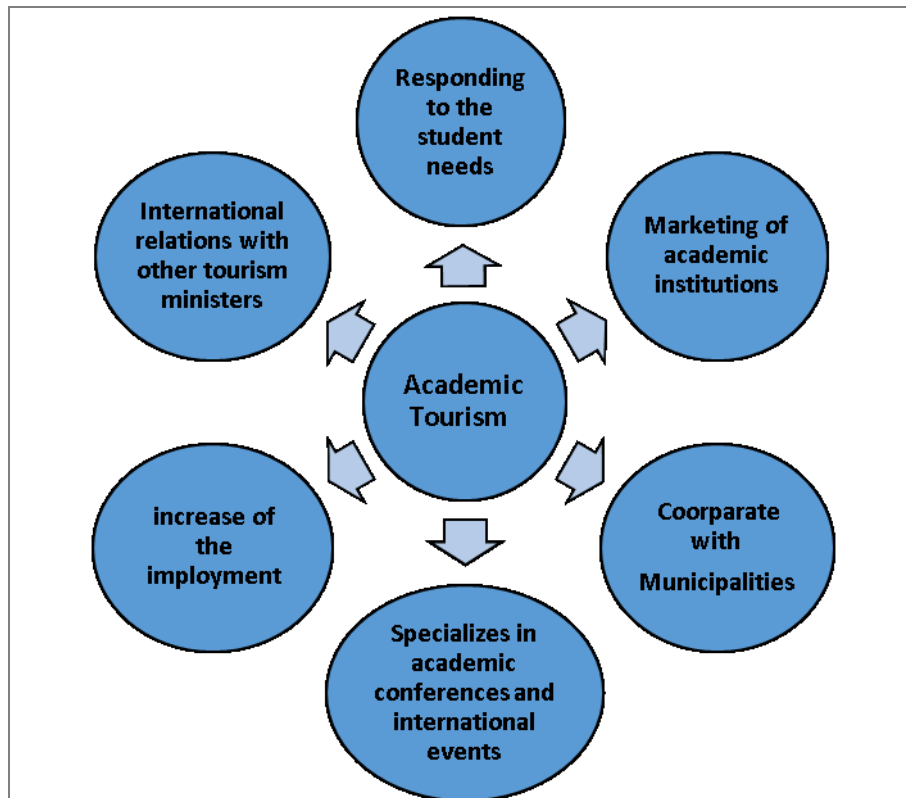 Responding
to the
student
needs
International
relations with
other tourism
ministers
Marketing of
academic
institutions
Academic
Tourism
increase of
the
imployment
Coorparate
with
Municipalities
Specializes in
academic
conferences and
international
events